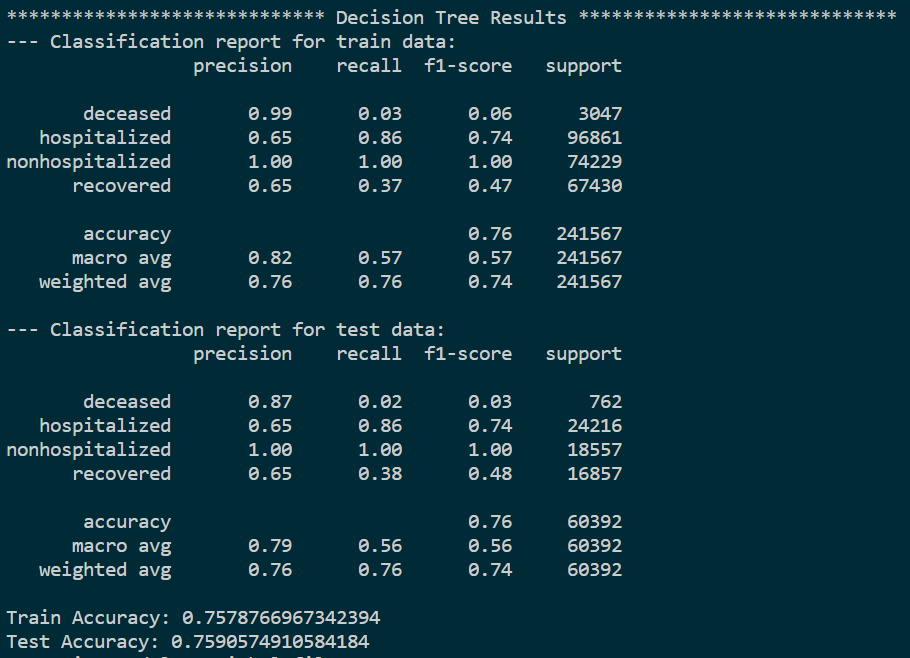 ***************************** Decision Tree Results *****************************
--- Classification report for train data:
precision recall f1-score support
deceased 0.99 0.03 0.06 3047
hospitalized 0.65 0.86 0.74 96861
nonhospitalized 1.00 1.00 1.00 74229
recovered 0.65 0.37 0.47 67430
accuracy 0.76 241567
macro avg 0.82 0.57 0.57 241567
weighted avg 0.76 0.76 0.74 241567
--- Classification report for test data:
precision recall f1-score support
deceased 0.87 0.02 0.03 762
hospitalized 0.65 0.86 0.74 24216
nonhospitalized 1.00 1.00 1.00 18557
recovered 0.65 0.38 0.48 16857
accuracy 0.76 60392
macro avg 0.79 0.56 0.56 60392
weighted avg 0.76 0.76 0.74 60392
Train Accuracy: 0.7578766967342394
Test Accuracy: 0.7590574910584184